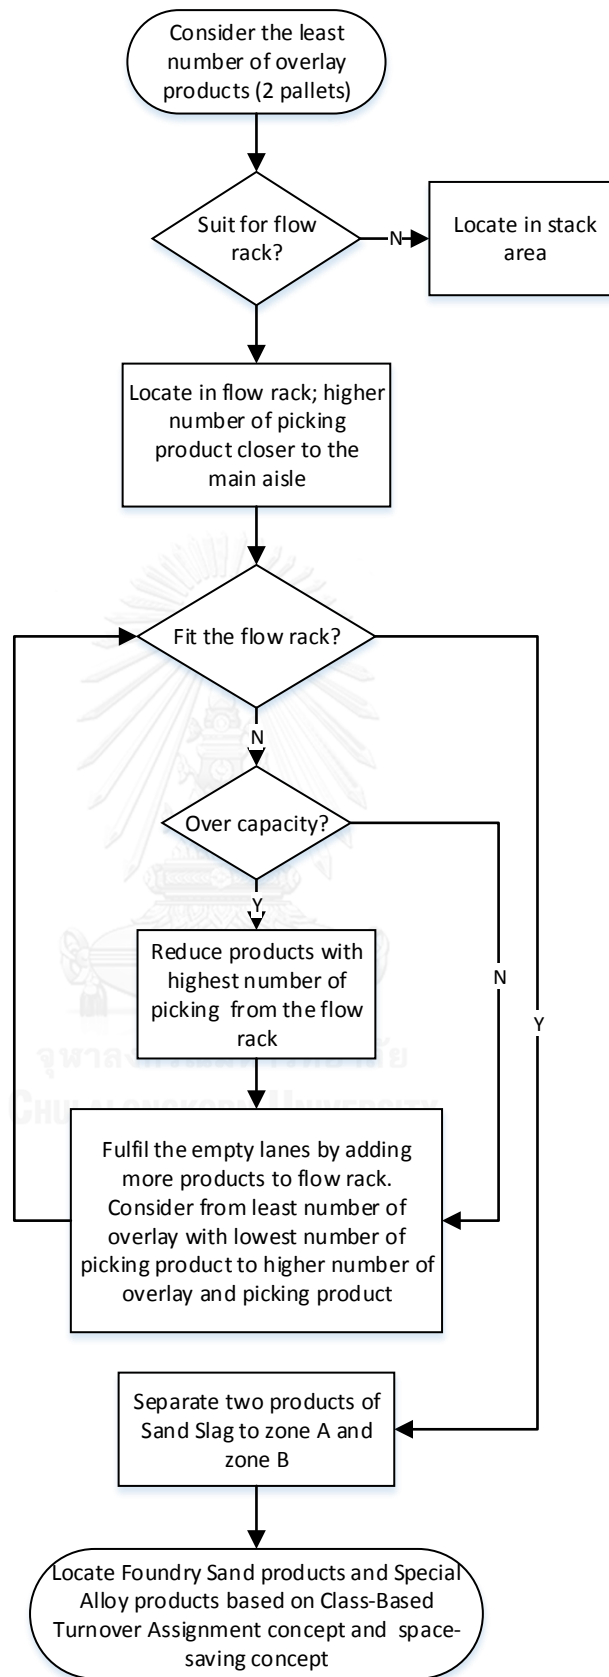 Consider the least
number of overlay
products (2 pallets)
Suit for flow
rack?
N
Locate in stack
area
Locate in flow rack; higher
number of picking
product closer to the
main aisle
Fit the flow rack?
N
Over capacity?
Y
Reduce products with
highest number of
picking from the flow
rack
N
Y
CHULALONGKORN UNIVERSITY
Fulfil the empty lanes by adding
more products to flow rack.
Consider from least number of
overlay with lowest number of
picking product to higher number of
overlay and picking product
Separate two products of
Sand Slag to zone A and
zone B
Locate Foundry Sand products and Special
Alloy products based on Class-Based
Turnover Assignment concept and space-
saving concept